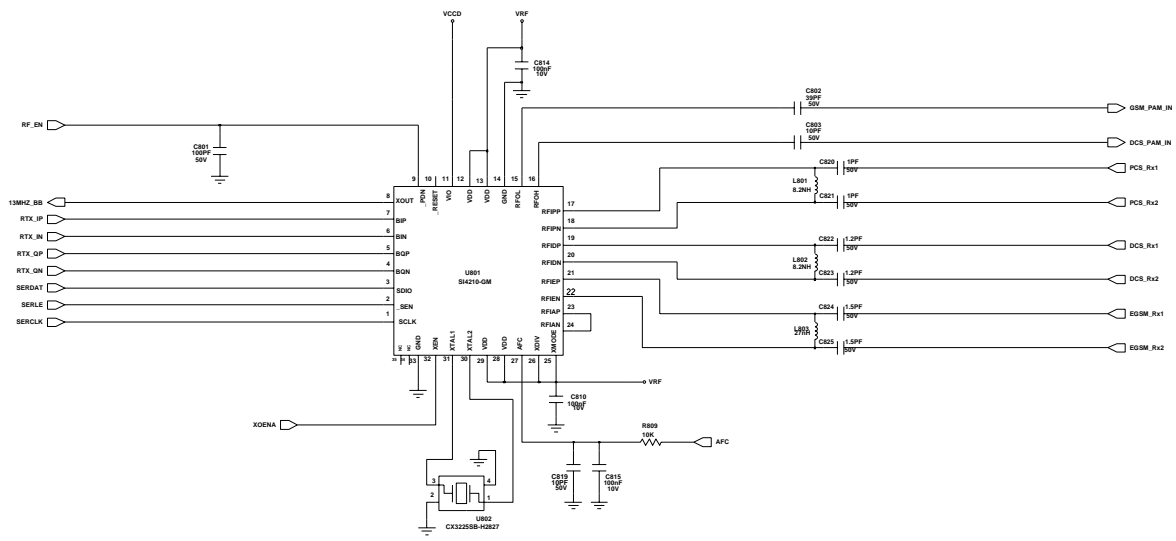 VCCD
VRF
C814
100nF
10V
C802
39PF
50V
GSM_PAM_IN
RF_EN
C801
100PF
50V
C803
10PF
50V
DCS_PAM_IN
9
10
11
12
13
14
15
16
_PDN
_RESET
VIO
VDD
VDD
GND
RFOL
RFOH
C820
1PF
50V
PCS_Rx1
L801
8.2NH
C821
1PF
50V
PCS_Rx2
13MHZ_BB
8
XOUT
RTX_IP
7
BIP
RTX_IN
6
BIN
RTX_QP
5
BQP
RTX_QN
4
BQN
SERDAT
3
SDIO
SERLE
2
_SEN
SERCLK
1
SCLK
U801
SI4210-GM
RFIPP
17
RFIPN
18
RFIDP
19
RFIDN
20
RFIEP
21
RFIEN
22
RFIAP
23
RFIAN
24
C822
1.2PF
50V
DCS_Rx1
L802
8.2NH
C823
1.2PF
50V
DCS_Rx2
C824
1.5PF
50V
EGSM_Rx1
L803
27nH
C825
1.5PF
50V
EGSM_Rx2
NC
NC
GND
XEN
XTAL1
XTAL2
VDD
VDD
AFC
XDIV
XMODE
35
34
33
32
31
30
29
28
27
26
25
VRF
C810
100nF
10V
XOENA
R809
10K
AFC
C819
10PF
50V
C815
100nF
10V
3
4
2
1
U802
CX3225SB-H2827